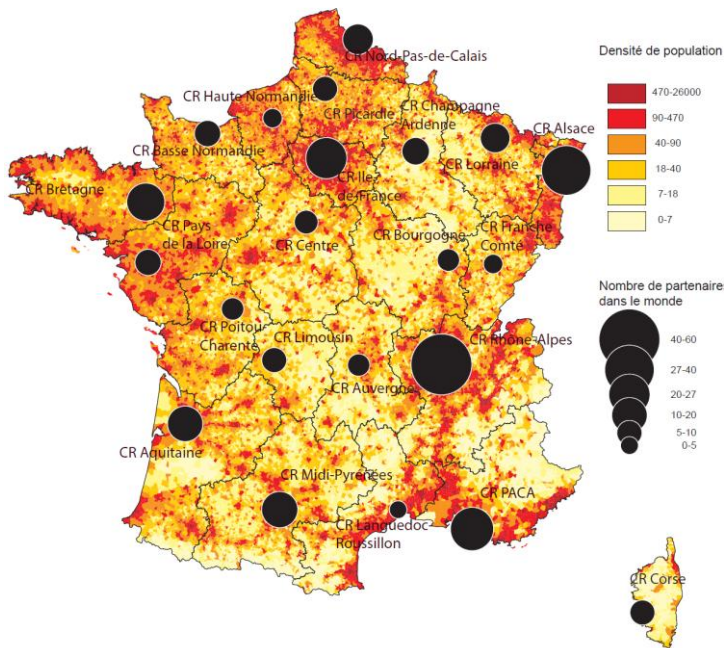 CR Nord-Pas-de-Calais
CR Haute Normandie
CR Picardie
CR Champagne
Ardenne
CR Alsace
CR Basse Normandie
CR Lorraine
CR Ile-
de-France
CR Bretagne
CR Pays
de la Loire
CR Centre
CR Bourgogne
CR Franche
Comté
CR Poitou
Charente
CR Limousin
CR Rhône-Alpes
CR Auvergne
CR Aquitaine
CR Midi-Pyrénées
CR PACA
CR Languedoc
Roussillon
CR Corse
Densité de population
470-26000
90-470
40-90
18-40
7-18
0-7
Nombre de partenaires
dans le monde
40-60
27-40
20-27
10-20
5-10
0-5